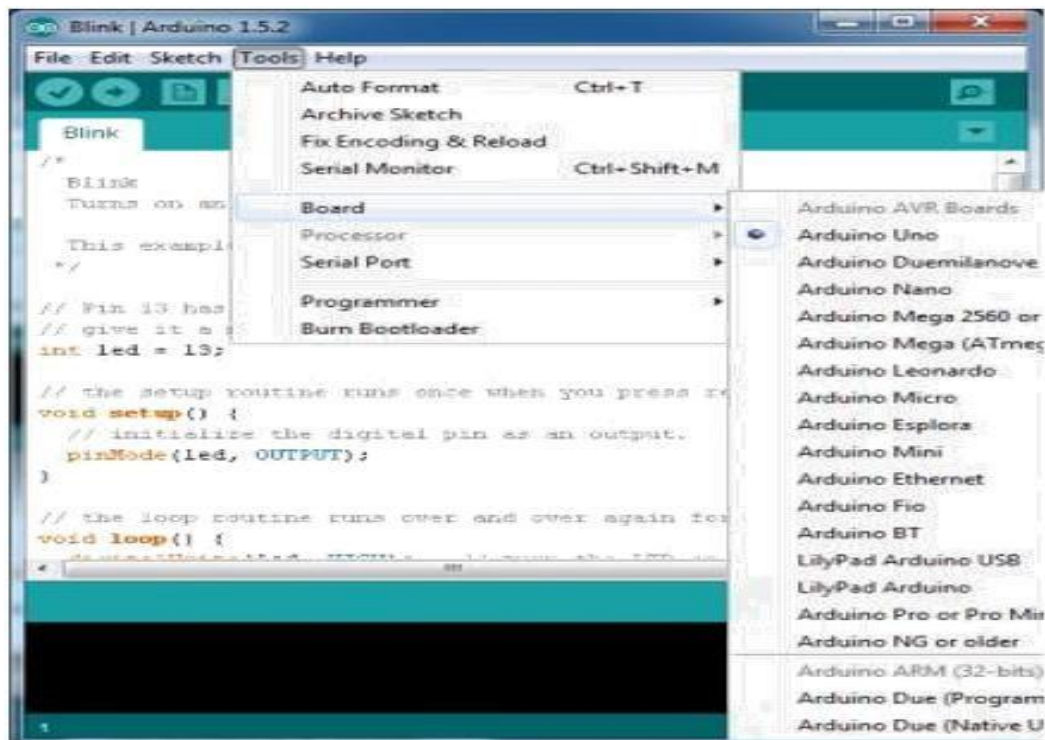 Blink | Arduino 1.5.2
File Edit Sketch Tools Help
Auto Format Ctrl+T
Archive Sketch
Fix Encoding & Reload
Serial Monitor Ctrl+Shift+M
Board
Processor
Serial Port
Programmer
Burn Bootloader
Arduino AVR Boards
Arduino Uno
Arduino Duemilanove
Arduino Nano
Arduino Mega 2560 or
Arduino Mega (ATmeg
Arduino Leonardo
Arduino Micro
Arduino Esplora
Arduino Mini
Arduino Ethernet
Arduino Fio
Arduino BT
LilyPad Arduino USB
LilyPad Arduino
Arduino Pro or Pro Mi
Arduino NG or older
Arduino ARM (32-bits)
Arduino Due (Program
Arduino Due (Native U
Blink
/*
Blink
Turns on an
This exampl
*/
// Pin 13 has
// give it a
int led = 13;
// the setup routine runs once when you press re
void setup() {
// initialize the digital pin as an output.
pinMode(led, OUTPUT);
}
// the loop routine runs over and over again for
void loop() {
1